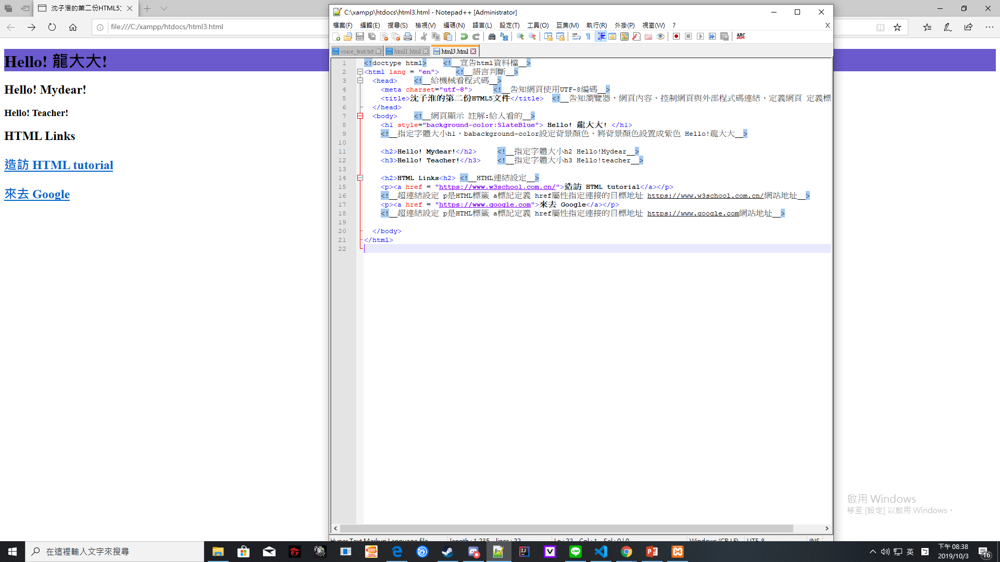 沈子淮的第二份HTML5文
file:///C:/xampp/htdocs/html3.html
Hello! 龍大大!
Hello! Mydear!
Hello! Teacher!
HTML Links
造訪 HTML tutorial
來去 Google
C:\xampp\htdocs\html3.html - Notepad++ [Administrator]
檔案(F) 編輯(E) 搜尋(S) 檢視(V) 編碼(N) 語言(L) 設定(T) 工具(O) 巨集(M) 執行(R) 外掛(P) 視窗(W) ? X
ABC
voice_text.txt html1.html html3.html
1 <!doctype html> <!__宣告html資料檔__>
2 <html lang = "en"> <!__語言判斷__>
3 <head> <!__給機械看程式碼__>
4 <meta charset="utf-8"> <!__告知網頁使用UTF-8編碼__>
5 <title>沈子淮的第二份HTML5文件</title> <!__告知瀏覽器，網頁內容、控制網頁與外部程式碼連結、定義網頁 定義標
6 </head>
7 <body> <!__網頁顯示 註解:給人看的__>
8 <h1 style="background-color:SlateBlue"> Hello! 龍大大! </h1>
9 <!__指定字體大小h1、babackground-color設定背景顏色、將背景顏色設置成紫色 Hello!龍大大__>
10
11 <h2>Hello! Mydear!</h2> <!__指定字體大小h2 Hello!Mydear__>
12 <h3>Hello! Teacher!</h3> <!__指定字體大小h3 Hello!teacher__>
13
14 <h2>HTML Links<h2> <!__HTML連結設定__>
15 <p><a href = "https://www.w3school.com.cn/">造訪 HTML tutorial</a></p>
16 <!__超連結設定 p是HTML標籤 a標記定義 href屬性指定連接的目標地址 https://www.w3school.com.cn/網站地址__>
17 <p><a href = "https://www.google.com">來去 Google</a></p>
18 <!__超連結設定 p是HTML標籤 a標記定義 href屬性指定連接的目標地址 https://www.google.com網站地址__>
19
20 </body>
21 </html>
22
Hyper Text Markup Language file length : 1,235 lines : 22 Ln : 22 Col : 1 Sel : 0 | 0 Windows (CR LF) UTF-8 INS
啟用 Windows
移至 [設定] 以啟用 Windows。
在這裡輸入文字來搜尋
英
下午 08:38
2019/10/3
16